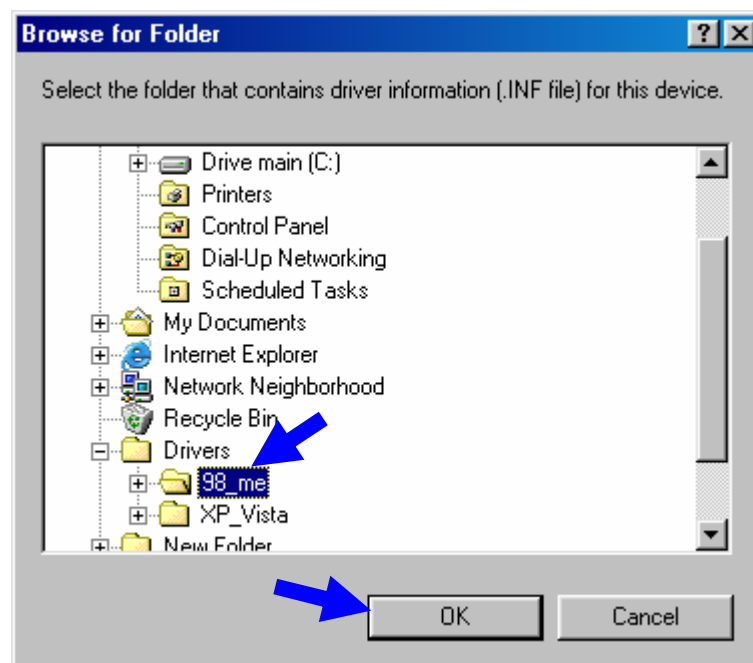 Browse for Folder
Select the folder that contains driver information (.INF file) for this device.
Drive main (C:)
Printers
Control Panel
Dial-Up Networking
Scheduled Tasks
My Documents
Internet Explorer
Network Neighborhood
Recycle Bin
Drivers
98_me
XP_Vista
New Folder
OK Cancel